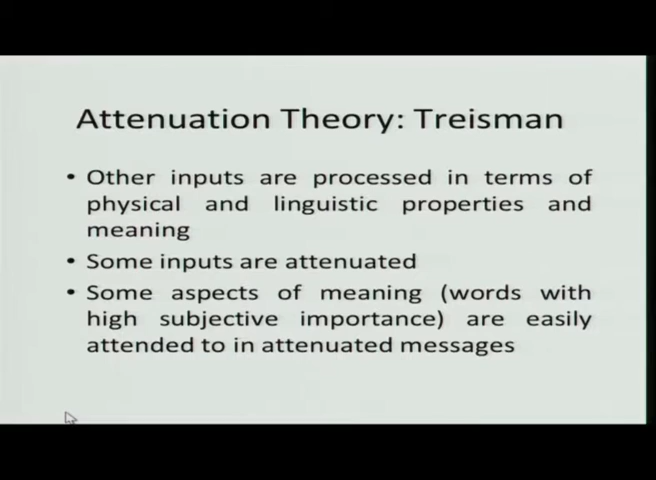 Attenuation Theory: Treisman
• Other inputs are processed in terms of
physical and linguistic properties and
meaning
• Some inputs are attenuated
• Some aspects of meaning (words with
high subjective importance) are easily
attended to in attenuated messages